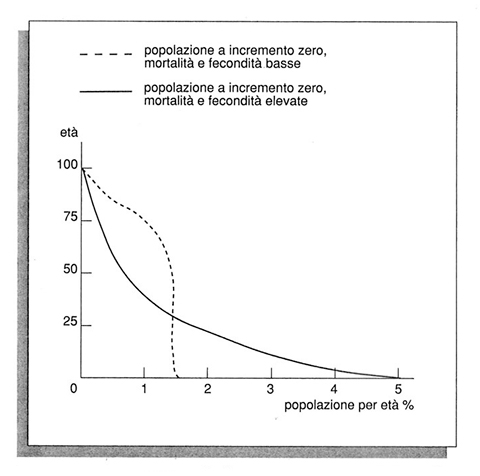 popolazione a incremento zero,
mortalità e fecondità basse
popolazione a incremento zero,
mortalità e fecondità elevate
età
100
75
50
25
0 1 2 3 4 5
popolazione per età %